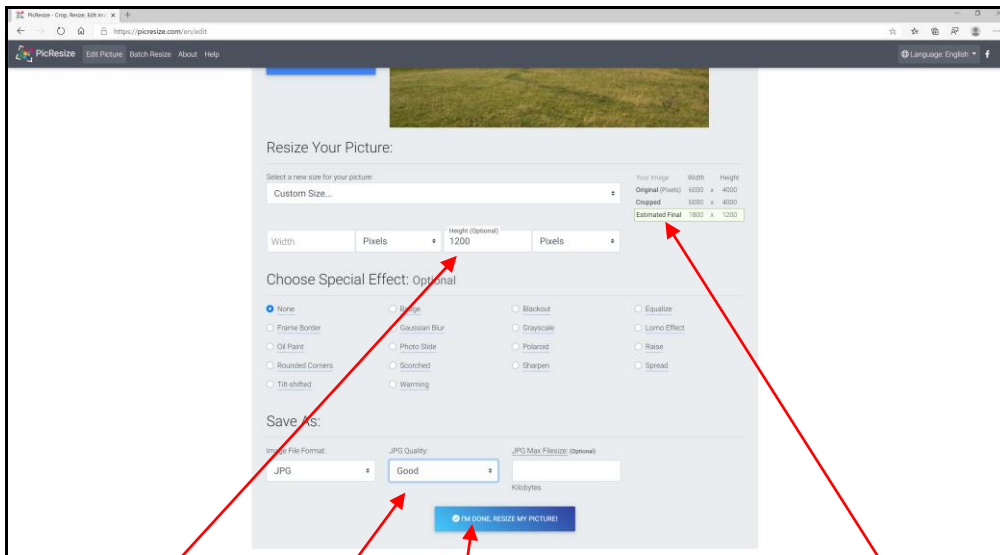 PicResize - Crop, Resize, Edit im
https://picresize.com/en/edit
PicResize Edit Picture Batch Resize About Help Language: English
Resize Your Picture:
Select a new size for your picture:
Custom Size...
Your Image Width Height
Original (Pixels) 6000 x 4000
Cropped 6000 x 4000
Estimated Final 1800 x 1200
Height (Optional)
Width Pixels 1200 Pixels
Choose Special Effect: Optional
None Badge Blackout Equalize
Frame Border Gaussian Blur Grayscale Lomo Effect
Oil Paint Photo Slide Polaroid Raise
Rounded Corners Scorched Sharpen Spread
Tilt-shifted Warming
Save As:
Image File Format: JPG Quality: JPG Max Filesize: (Optional)
JPG Good
Kilobytes
I'M DONE, RESIZE MY PICTURE!